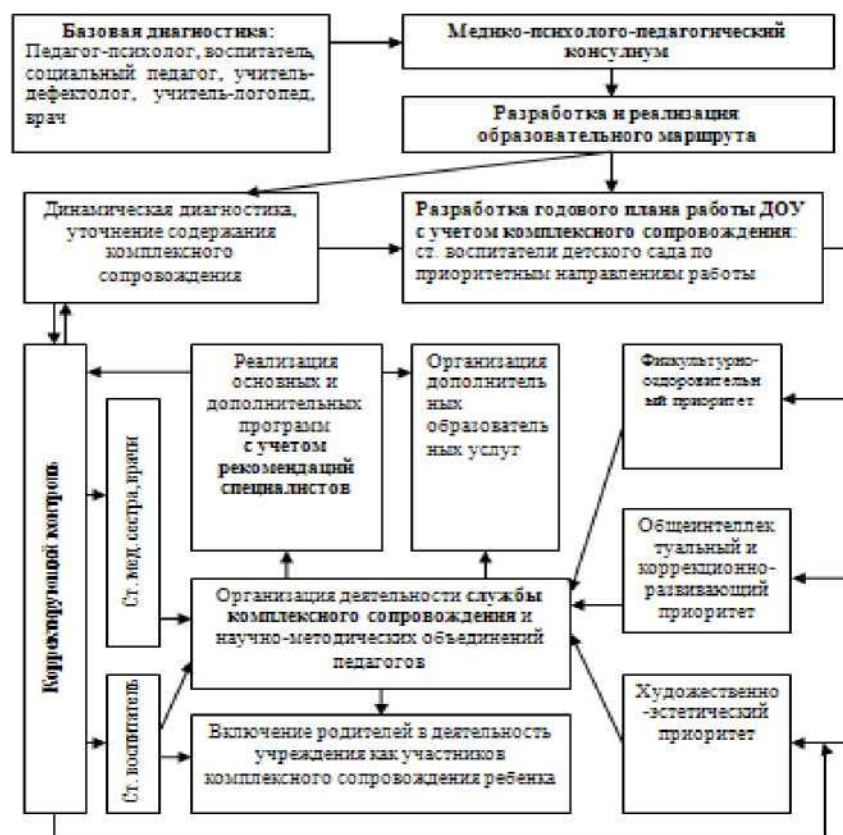 Базовая диагностика:
Педагог-психолог, воспитатель,
социальный педагог, учитель-
дефектолог, учитель-логопед,
врач
Медико-психолого-педагогический
консилиум
Разработка и реализация
образовательного маршрута
Динамическая диагностика,
уточнение содержания
комплексного
сопровождения
Разработка годового плана работы ДОУ
с учетом комплексного сопровождения:
ст. воспитатели детского сада по
приоритетным направлениям работы
Корректирующий контроль
Ст. мед. сестра, врачи
Ст. воспитатель
Реализация
основных и
дополнительных
программ
с учетом
рекомендаций
специалистов
Организация
дополнитель
ных
образователь
ных услуг
Физкультурно-
оздоровительн
ый приоритет
Общеинтеллек
туальный и
коррекционно-
развивающий
приоритет
Организация деятельности службы
комплексного сопровождения и
научно-методических объединений
педагогов
Художественно
-эстетический
приоритет
Включение родителей в деятельность
учреждения как участников
комплексного сопровождения ребенка